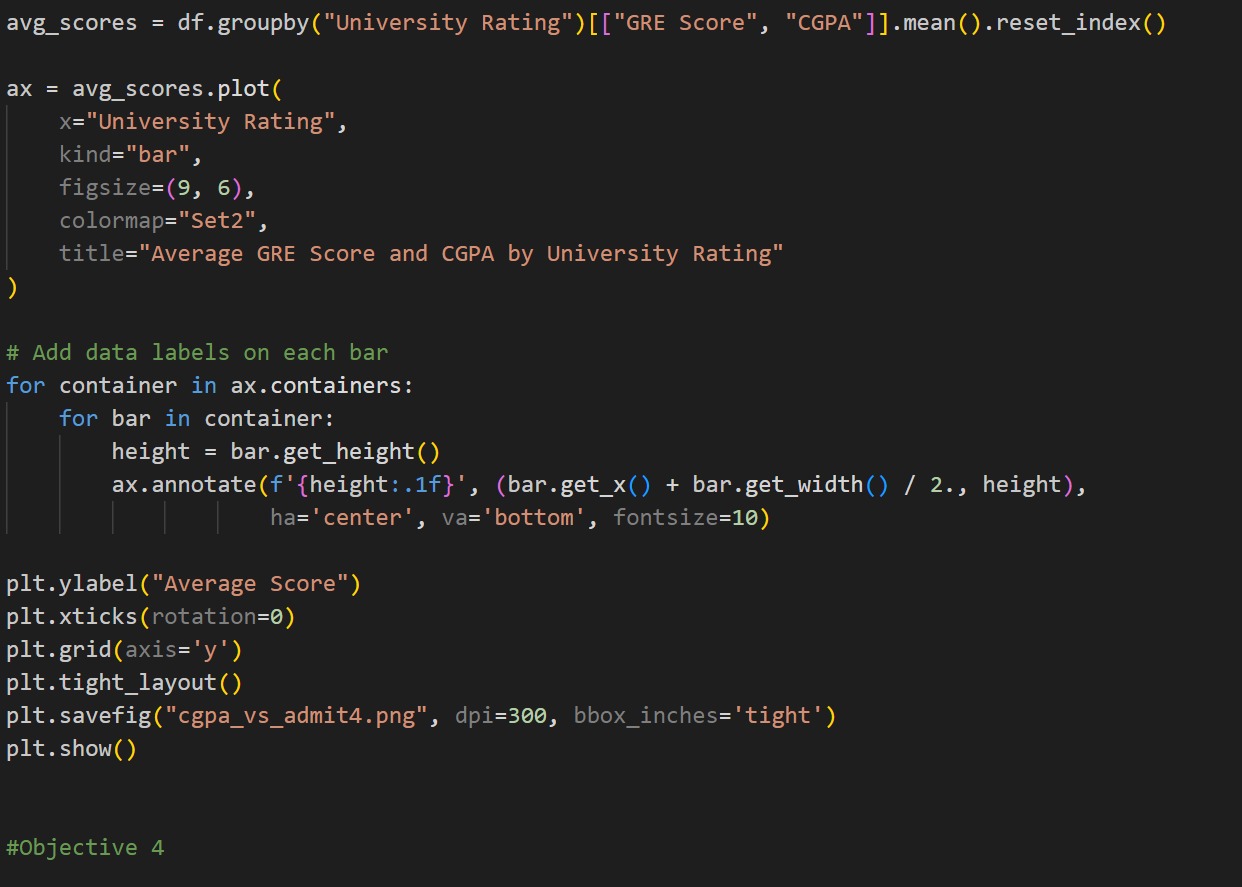 avg_scores = df.groupby("University Rating")[["GRE Score", "CGPA"]].mean().reset_index()

ax = avg_scores.plot(
    x="University Rating",
    kind="bar",
    figsize=(9, 6),
    colormap="Set2",
    title="Average GRE Score and CGPA by University Rating"
)

# Add data labels on each bar
for container in ax.containers:
    for bar in container:
        height = bar.get_height()
        ax.annotate(f'{height:.1f}', (bar.get_x() + bar.get_width() / 2., height),
                    ha='center', va='bottom', fontsize=10)

plt.ylabel("Average Score")
plt.xticks(rotation=0)
plt.grid(axis='y')
plt.tight_layout()
plt.savefig("cgpa_vs_admit4.png", dpi=300, bbox_inches='tight')
plt.show()


#Objective 4